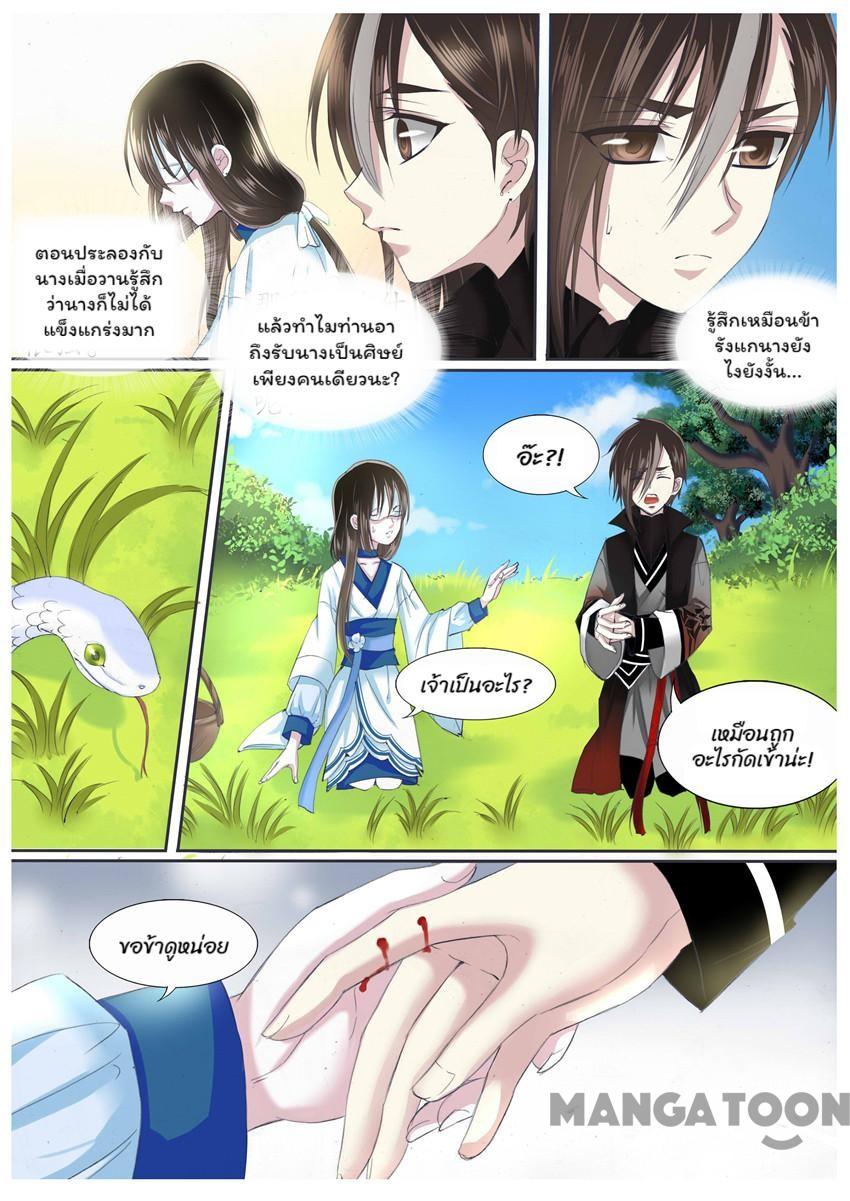 ตอนประลองกับ
นางเมื่อวานรู้สึก
ว่านางก็ไม่ได้
แข็งแกร่งมาก
แล้วทำไมท่านอา
ถึงรับนางเป็นศิษย์
เพียงคนเดียวนะ?
รู้สึกเหมือนข้า
รังแกนางยัง
ไงยังงั้น...
อ๊ะ?!
เจ้าเป็นอะไร?
เหมือนถูก
อะไรกัดเข้าน่ะ!
ขอข้าดูหน่อย
MANGATOON